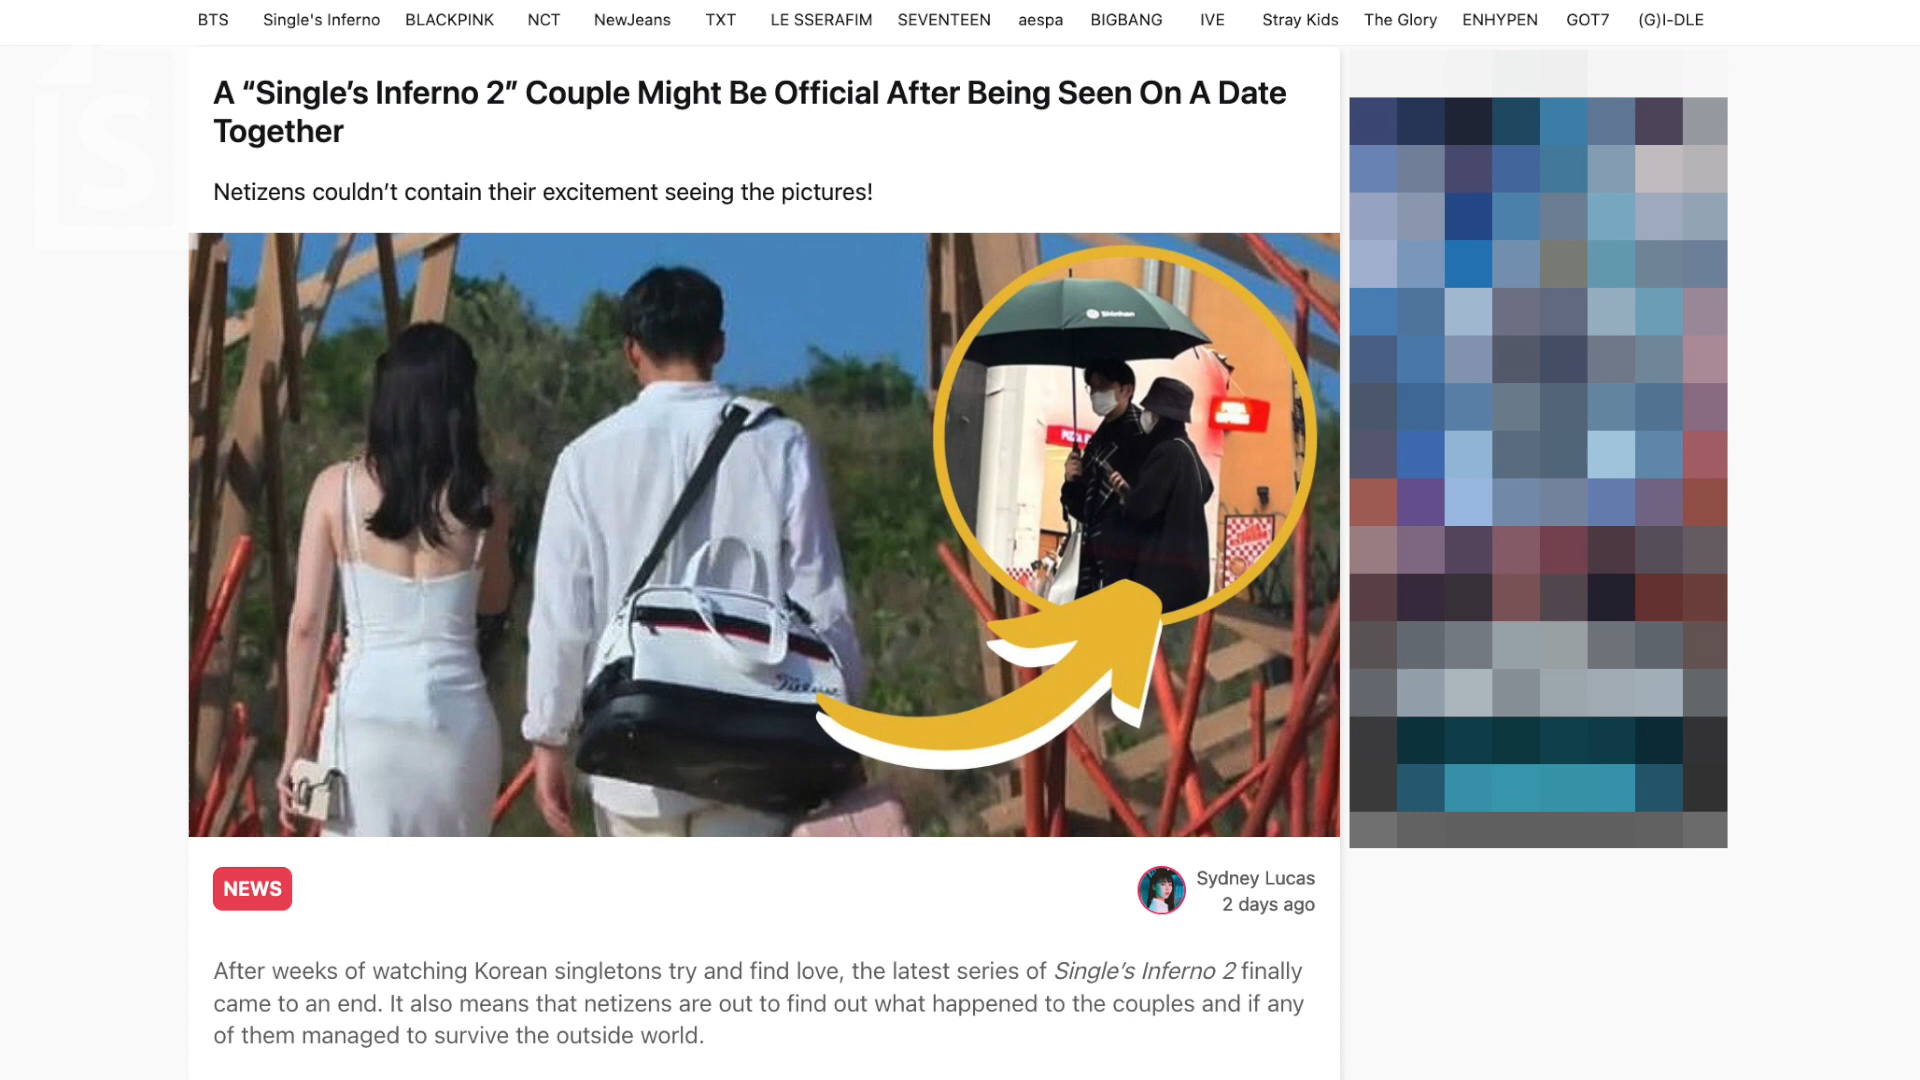 BTS Single's Inferno BLACKPINK NCT NewJeans TXT LE SSERAFIM SEVENTEEN aespa BIGBANG IVE Stray Kids The Glory ENHYPEN GOT7 (G)I-DLE
A “Single’s Inferno 2” Couple Might Be Official After Being Seen On A Date
Together
Netizens couldn’t contain their excitement seeing the pictures!
Shinhan
Titleist
NEWS
Sydney Lucas
2 days ago
After weeks of watching Korean singletons try and find love, the latest series of Single’s Inferno 2 finally
came to an end. It also means that netizens are out to find out what happened to the couples and if any
of them managed to survive the outside world.